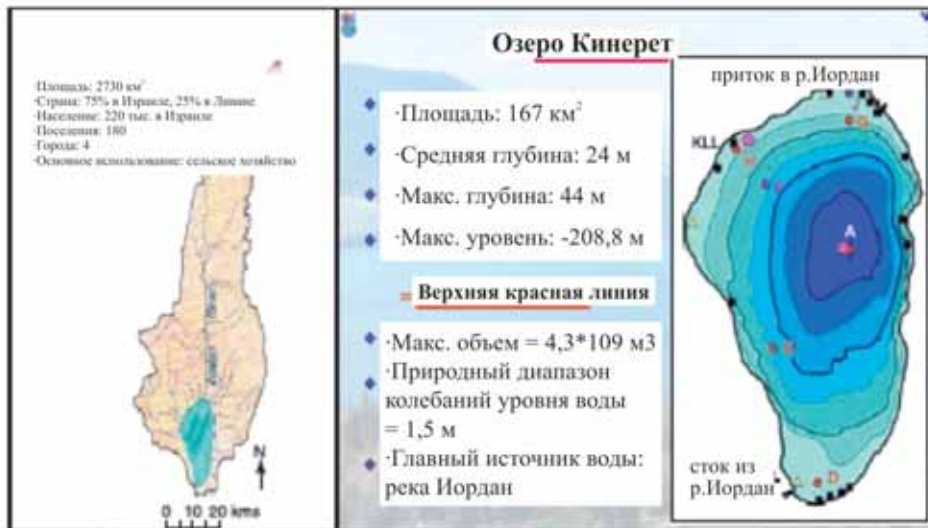 ·Площадь: 2730 км²
·Страна: 75% в Израиле, 25% в Ливане
·Население: 220 тыс. в Израиле
·Поселения: 180
·Города: 4
·Основное использование: сельское хозяйство
N
0 10 20 kms
Озеро Кинерет
·Площадь: 167 км²
·Средняя глубина: 24 м
·Макс. глубина: 44 м
·Макс. уровень: -208,8 м
= Верхняя красная линия
·Макс. объем = 4,3*109 м3
·Природный диапазон
колебаний уровня воды
= 1,5 м
·Главный источник воды:
река Иордан
приток в р.Иордан
KLL
G
A
D
сток из
р.Иордан